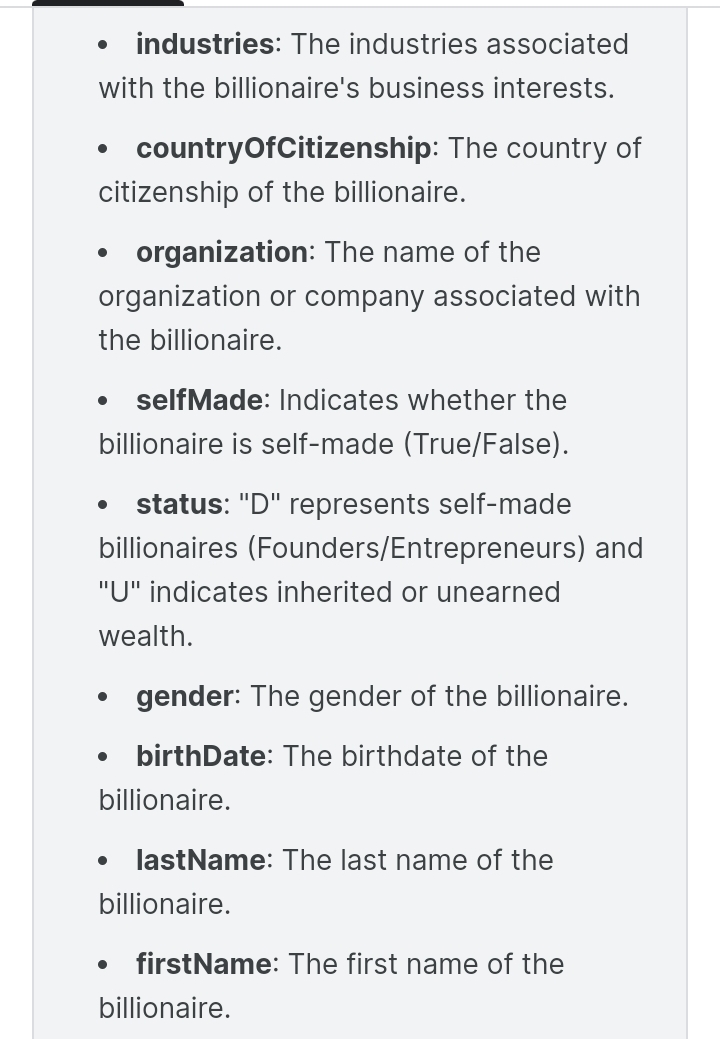 • industries: The industries associated
with the billionaire's business interests.
• countryOfCitizenship: The country of
citizenship of the billionaire.
• organization: The name of the
organization or company associated with
the billionaire.
• selfMade: Indicates whether the
billionaire is self-made (True/False).
• status: "D" represents self-made
billionaires (Founders/Entrepreneurs) and
"U" indicates inherited or unearned
wealth.
• gender: The gender of the billionaire.
• birthDate: The birthdate of the
billionaire.
• lastName: The last name of the
billionaire.
• firstName: The first name of the
billionaire.